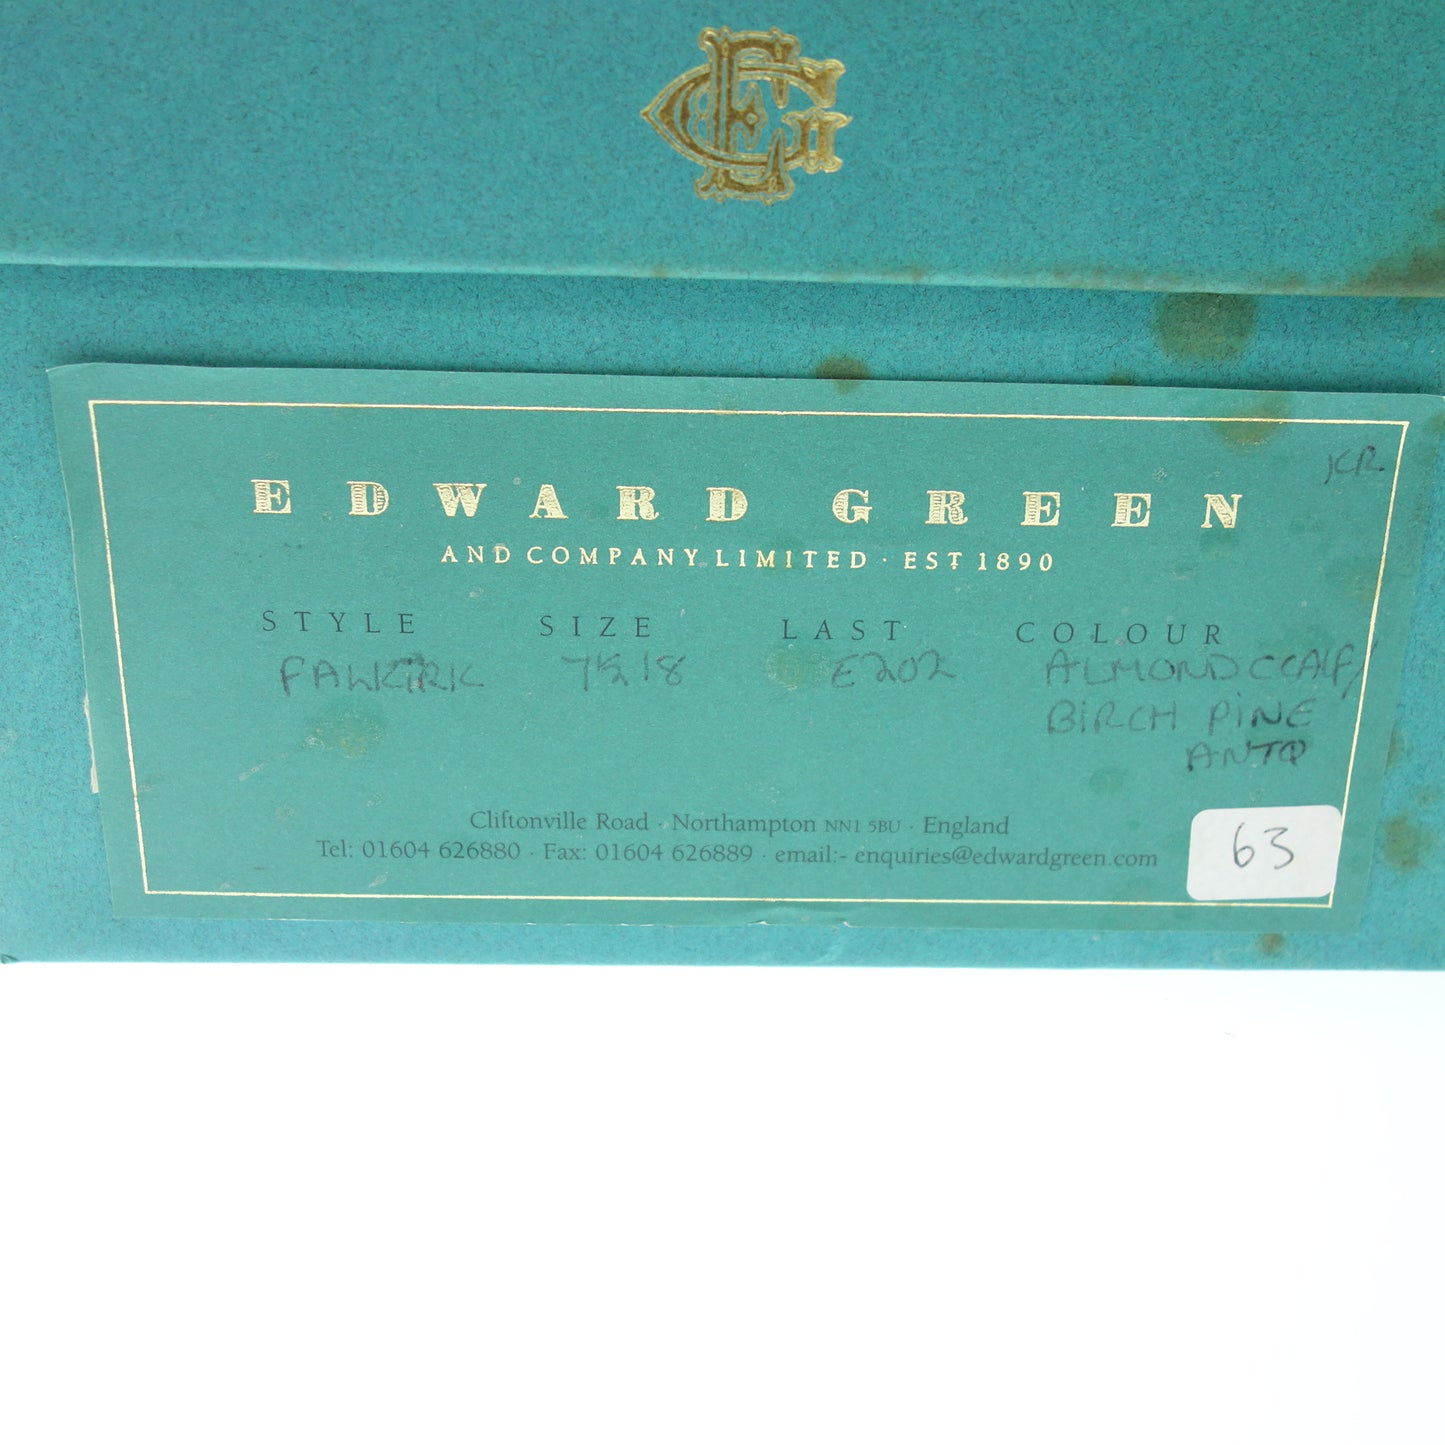 EG
KR
EDWARD GREEN
AND COMPANY LIMITED · EST 1890
STYLE SIZE LAST COLOUR
FALKIRK 7½ 18 E202 ALMOND CCALF/
BIRCH PINE
ANTQ
Cliftonville Road · Northampton NN1 5BU · England
Tel: 01604 626880 · Fax: 01604 626889 · email:- enquiries@edwardgreen.com
63